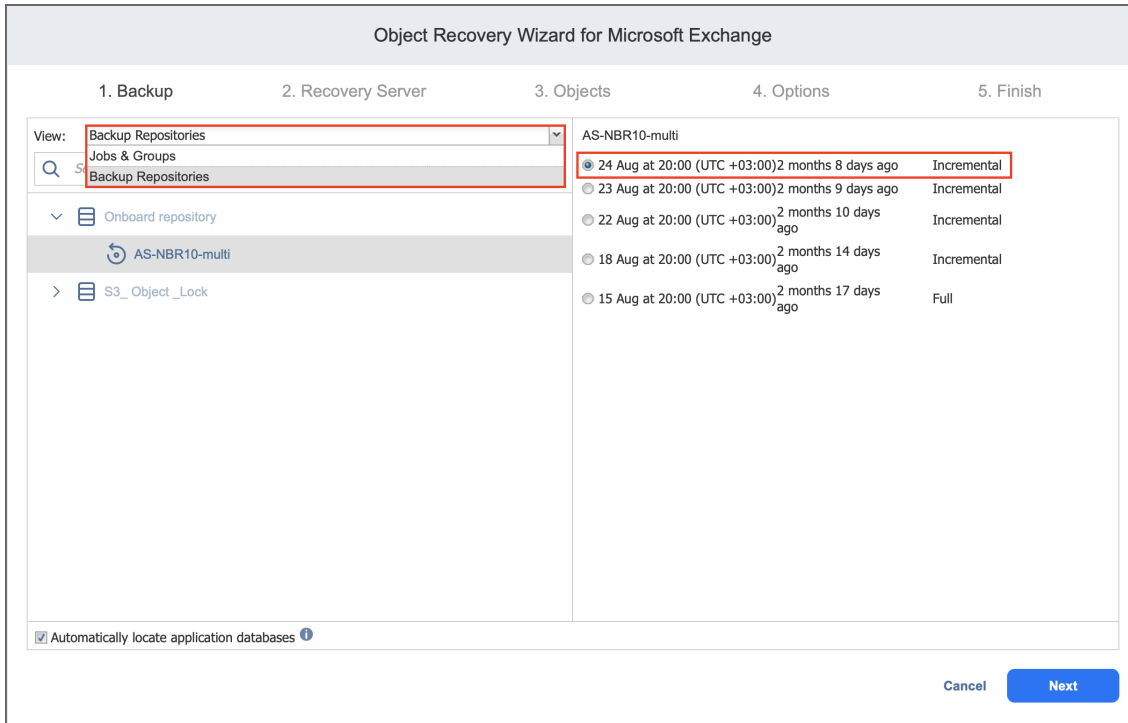 Object Recovery Wizard for Microsoft Exchange
1. Backup
2. Recovery Server
3. Objects
4. Options
5. Finish
View:
Backup Repositories
Jobs & Groups
Backup Repositories
Onboard repository
AS-NBR10-multi
S3_ Object _Lock
AS-NBR10-multi
24 Aug at 20:00 (UTC +03:00)2 months 8 days ago Incremental
23 Aug at 20:00 (UTC +03:00)2 months 9 days ago Incremental
22 Aug at 20:00 (UTC +03:00)2 months 10 days ago Incremental
18 Aug at 20:00 (UTC +03:00)2 months 14 days ago Incremental
15 Aug at 20:00 (UTC +03:00)2 months 17 days ago Full
Automatically locate application databases
Cancel
Next